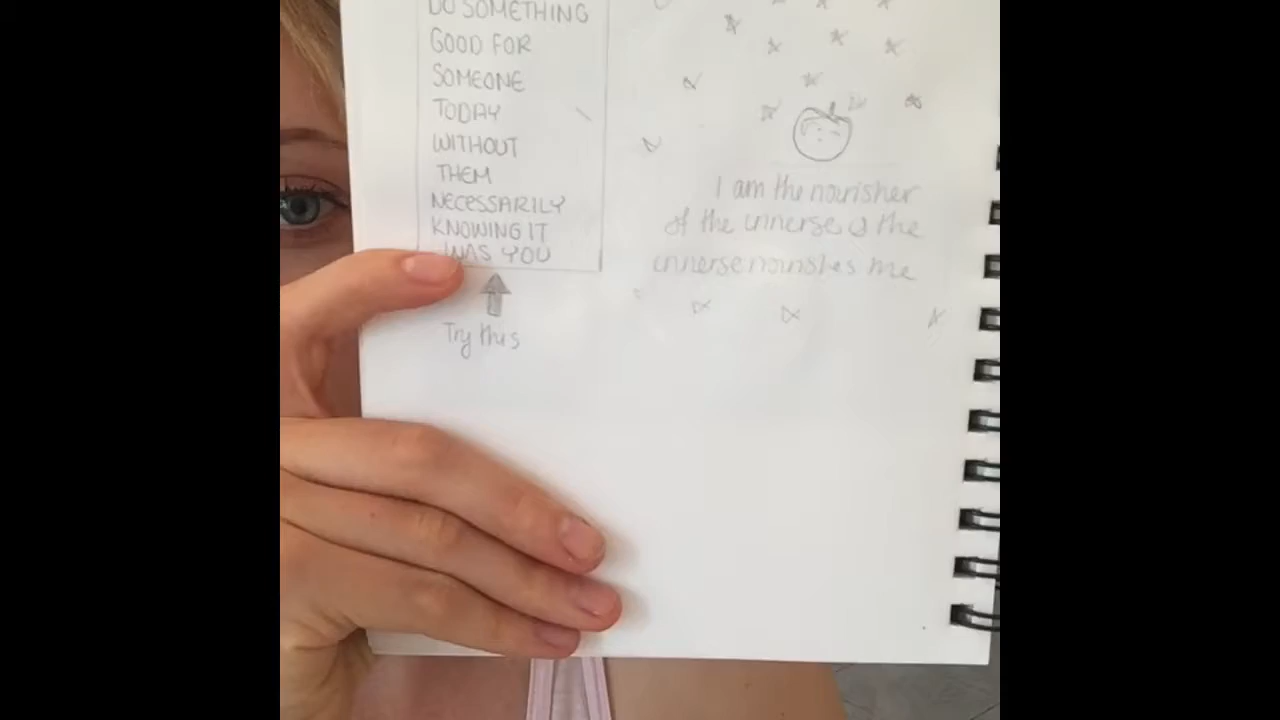 DO SOMETHING
GOOD FOR
SOMEONE
TODAY
WITHOUT
THEM
NECESSARILY
KNOWING IT
WAS YOU
Try this
I am the nourisher
of the universe & the
universe nourishes me